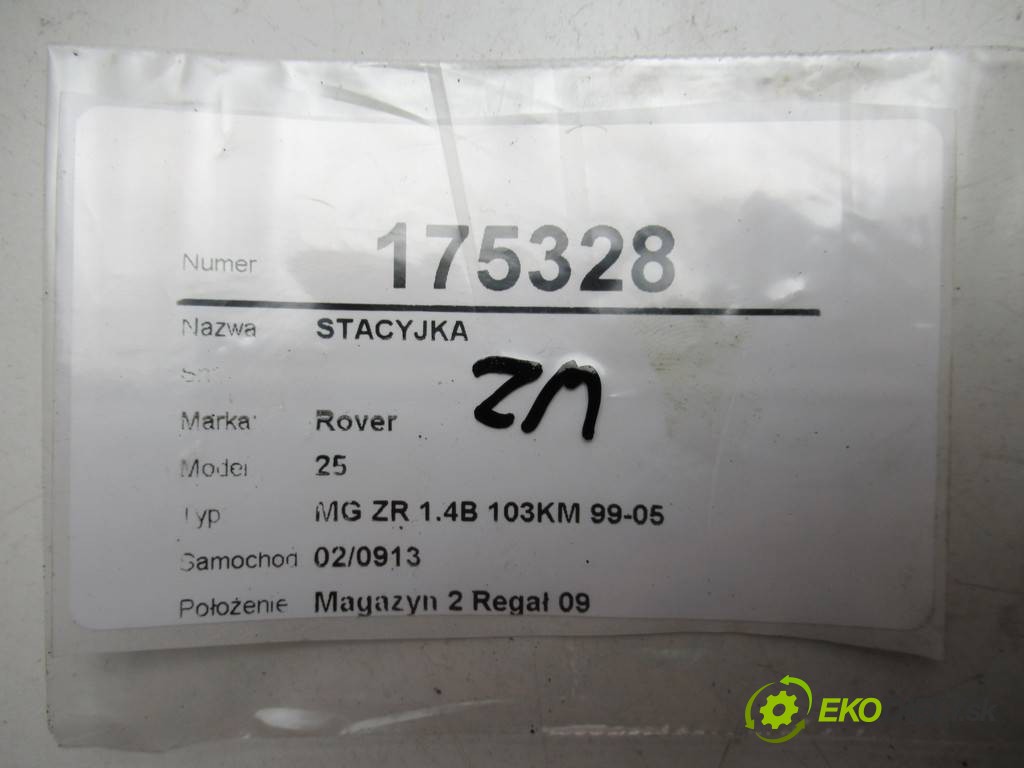 Numer 175328
Nazwa STACYJKA
ZM
Marka Rover
Model 25
Typ MG ZR 1.4B 103KM 99-05
Samochod 02/0913
Położenie Magazyn 2 Regał 09
EKO